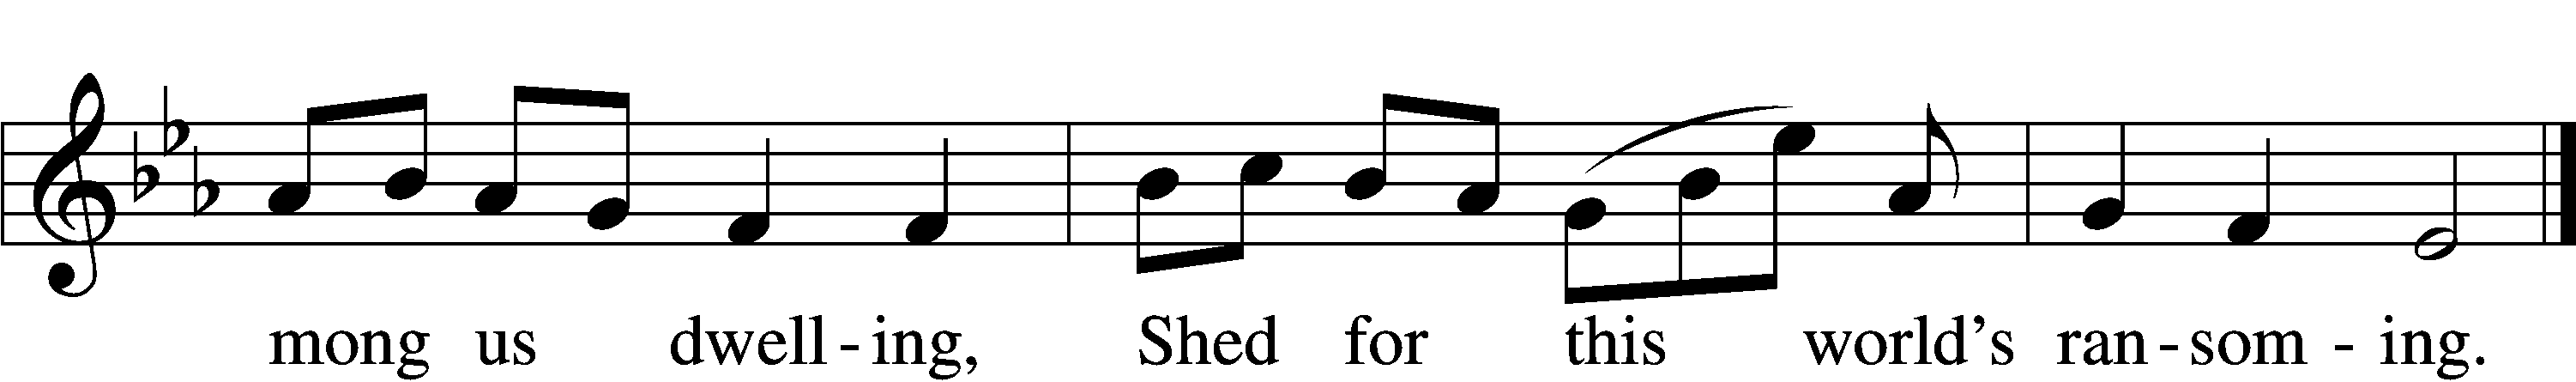 mong us dwell - ing, Shed for this world's ran - som - ing.